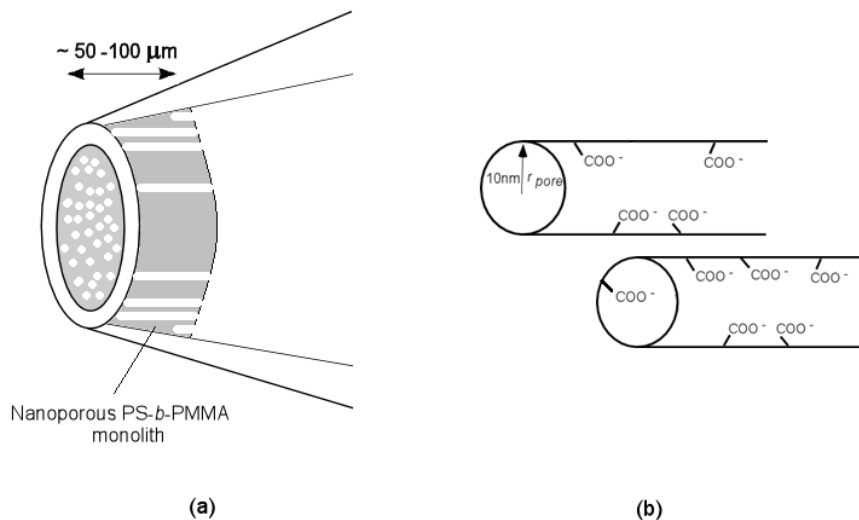 ~ 50 -100 μm
Nanoporous PS-b-PMMA
monolith
(a)
10nm r pore
COO -
COO -
COO -
COO -
COO -
COO -
COO -
COO -
COO -
COO -
(b)